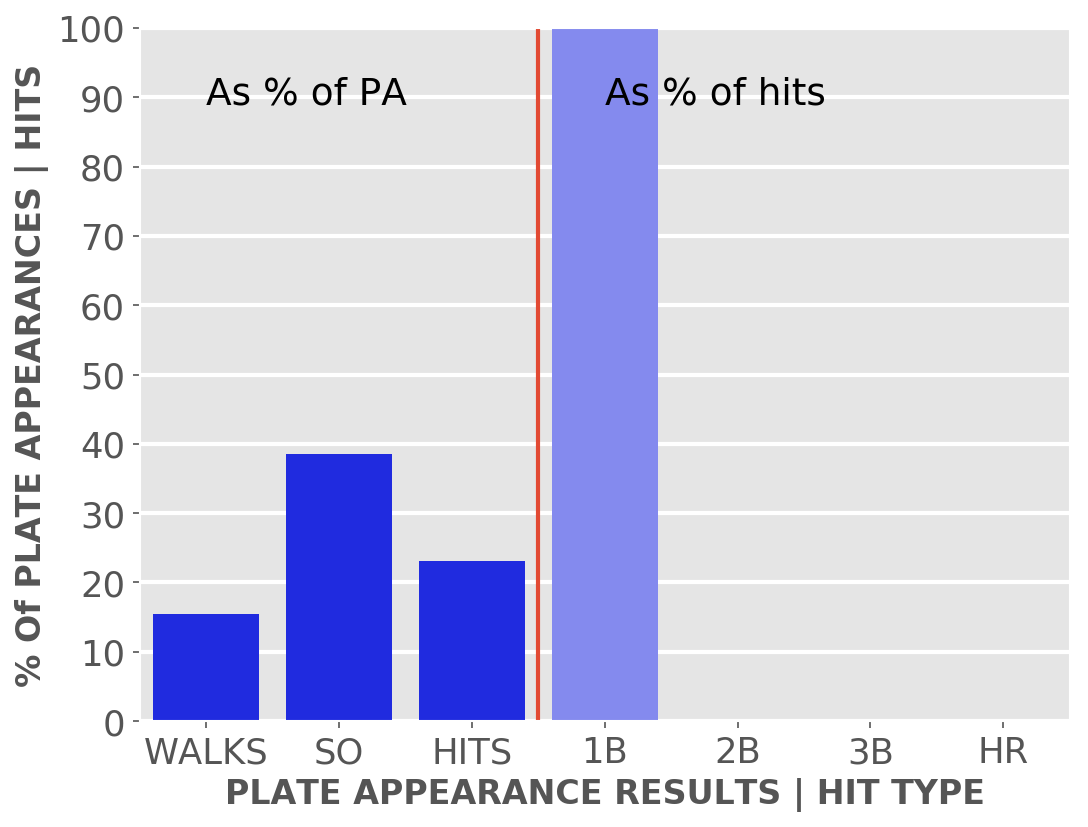 % Of PLATE APPEARANCES | HITS
100
90
80
70
60
50
40
30
20
10
0
As % of PA
As % of hits
WALKS SO HITS 1B 2B 3B HR
PLATE APPEARANCE RESULTS | HIT TYPE